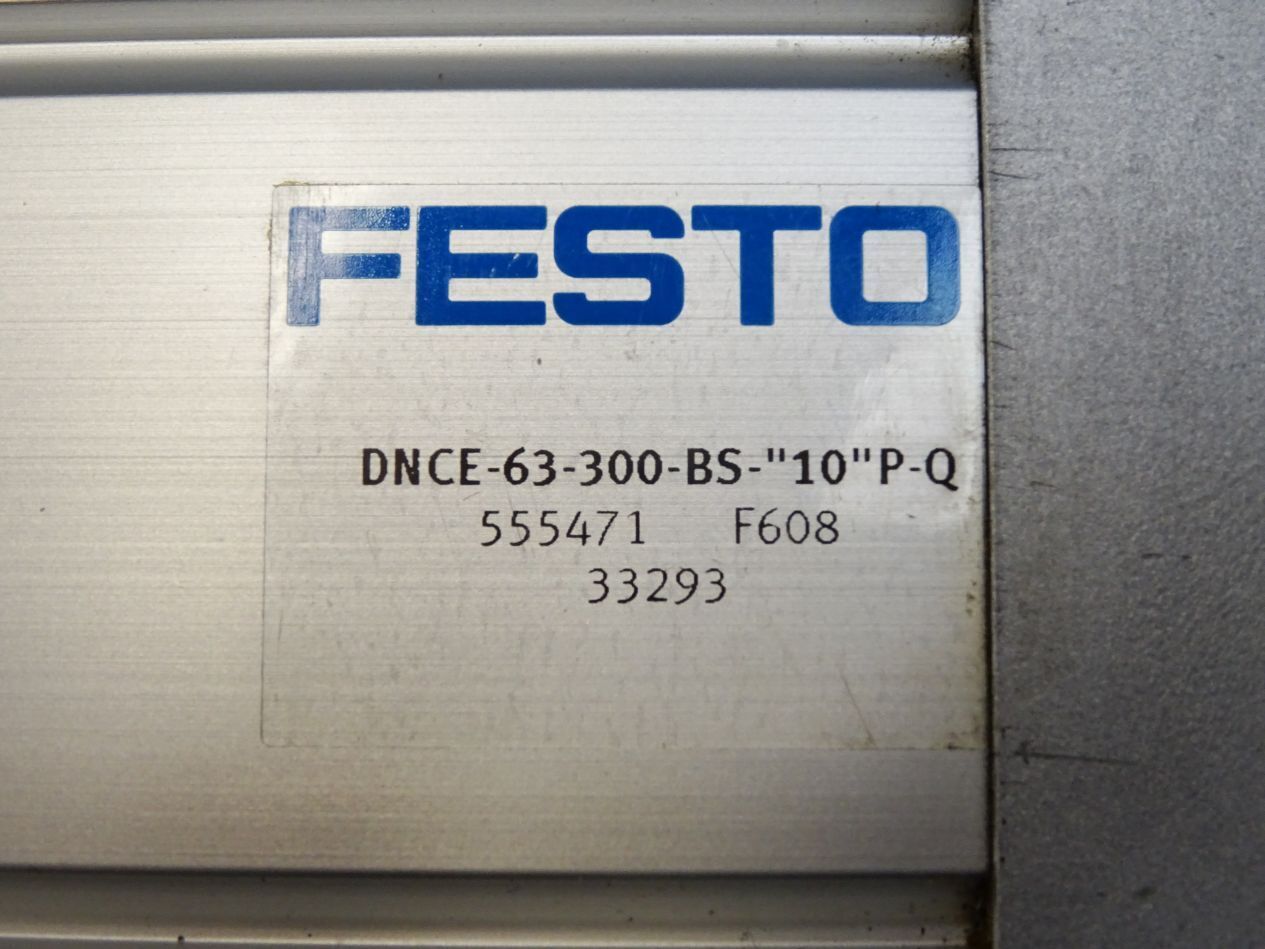 FESTO
DNCE-63-300-BS-"10"P-Q
555471 F608
33293